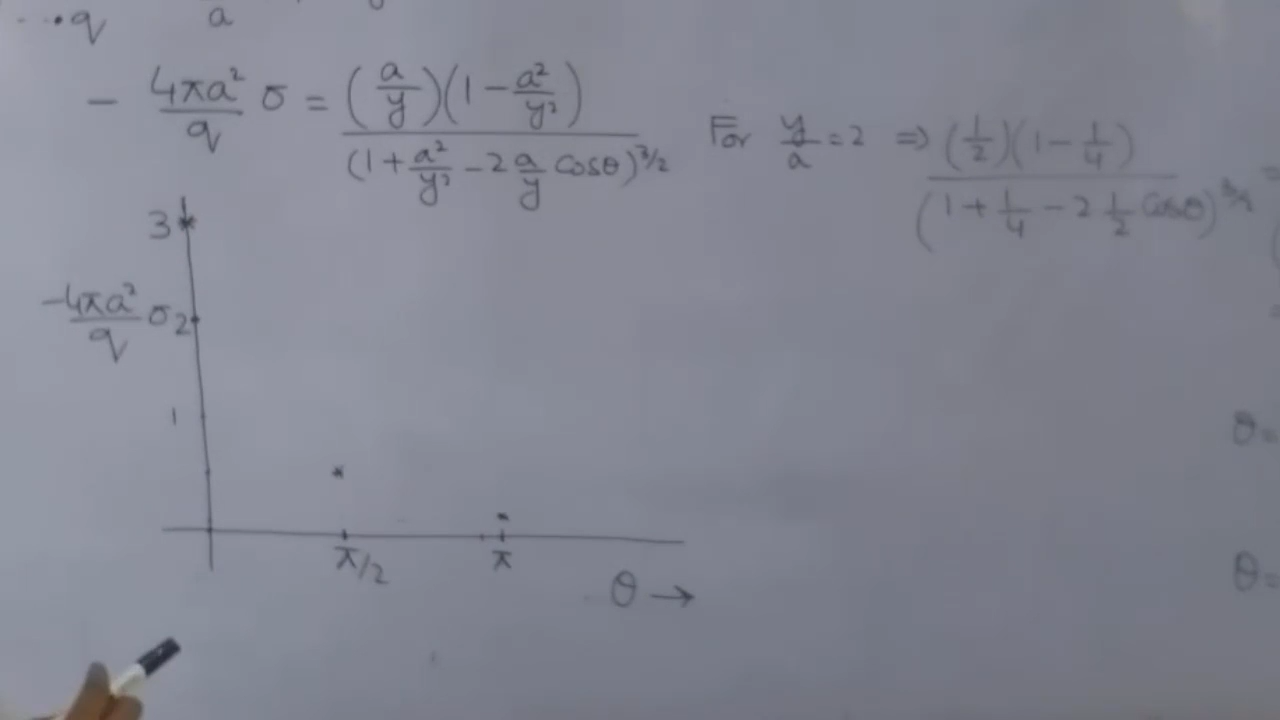 ...q a
- 4πa²/q σ = (a/y)(1 - a²/y²) / (1 + a²/y² - 2 a/y Cosθ)^3/2
For y/a = 2 ⇒ (1/2)(1 - 1/4) / (1 + 1/4 - 2 1/2 Cosθ)^3/2 =
3
-4πa²/q σ
2
1
π/2
π
θ →
θ=
θ=